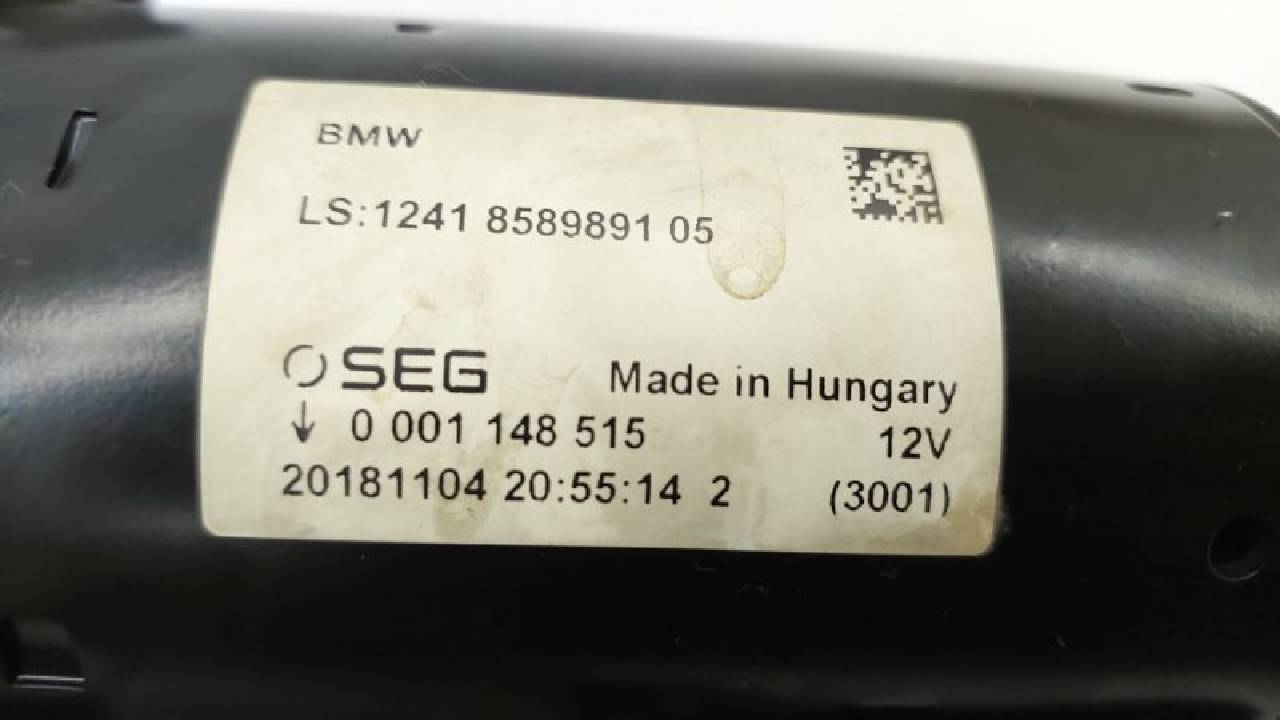 BMW
LS:1241 8589891 05
SEG Made in Hungary
↓ 0 001 148 515 12V
20181104 20:55:14 2 (3001)